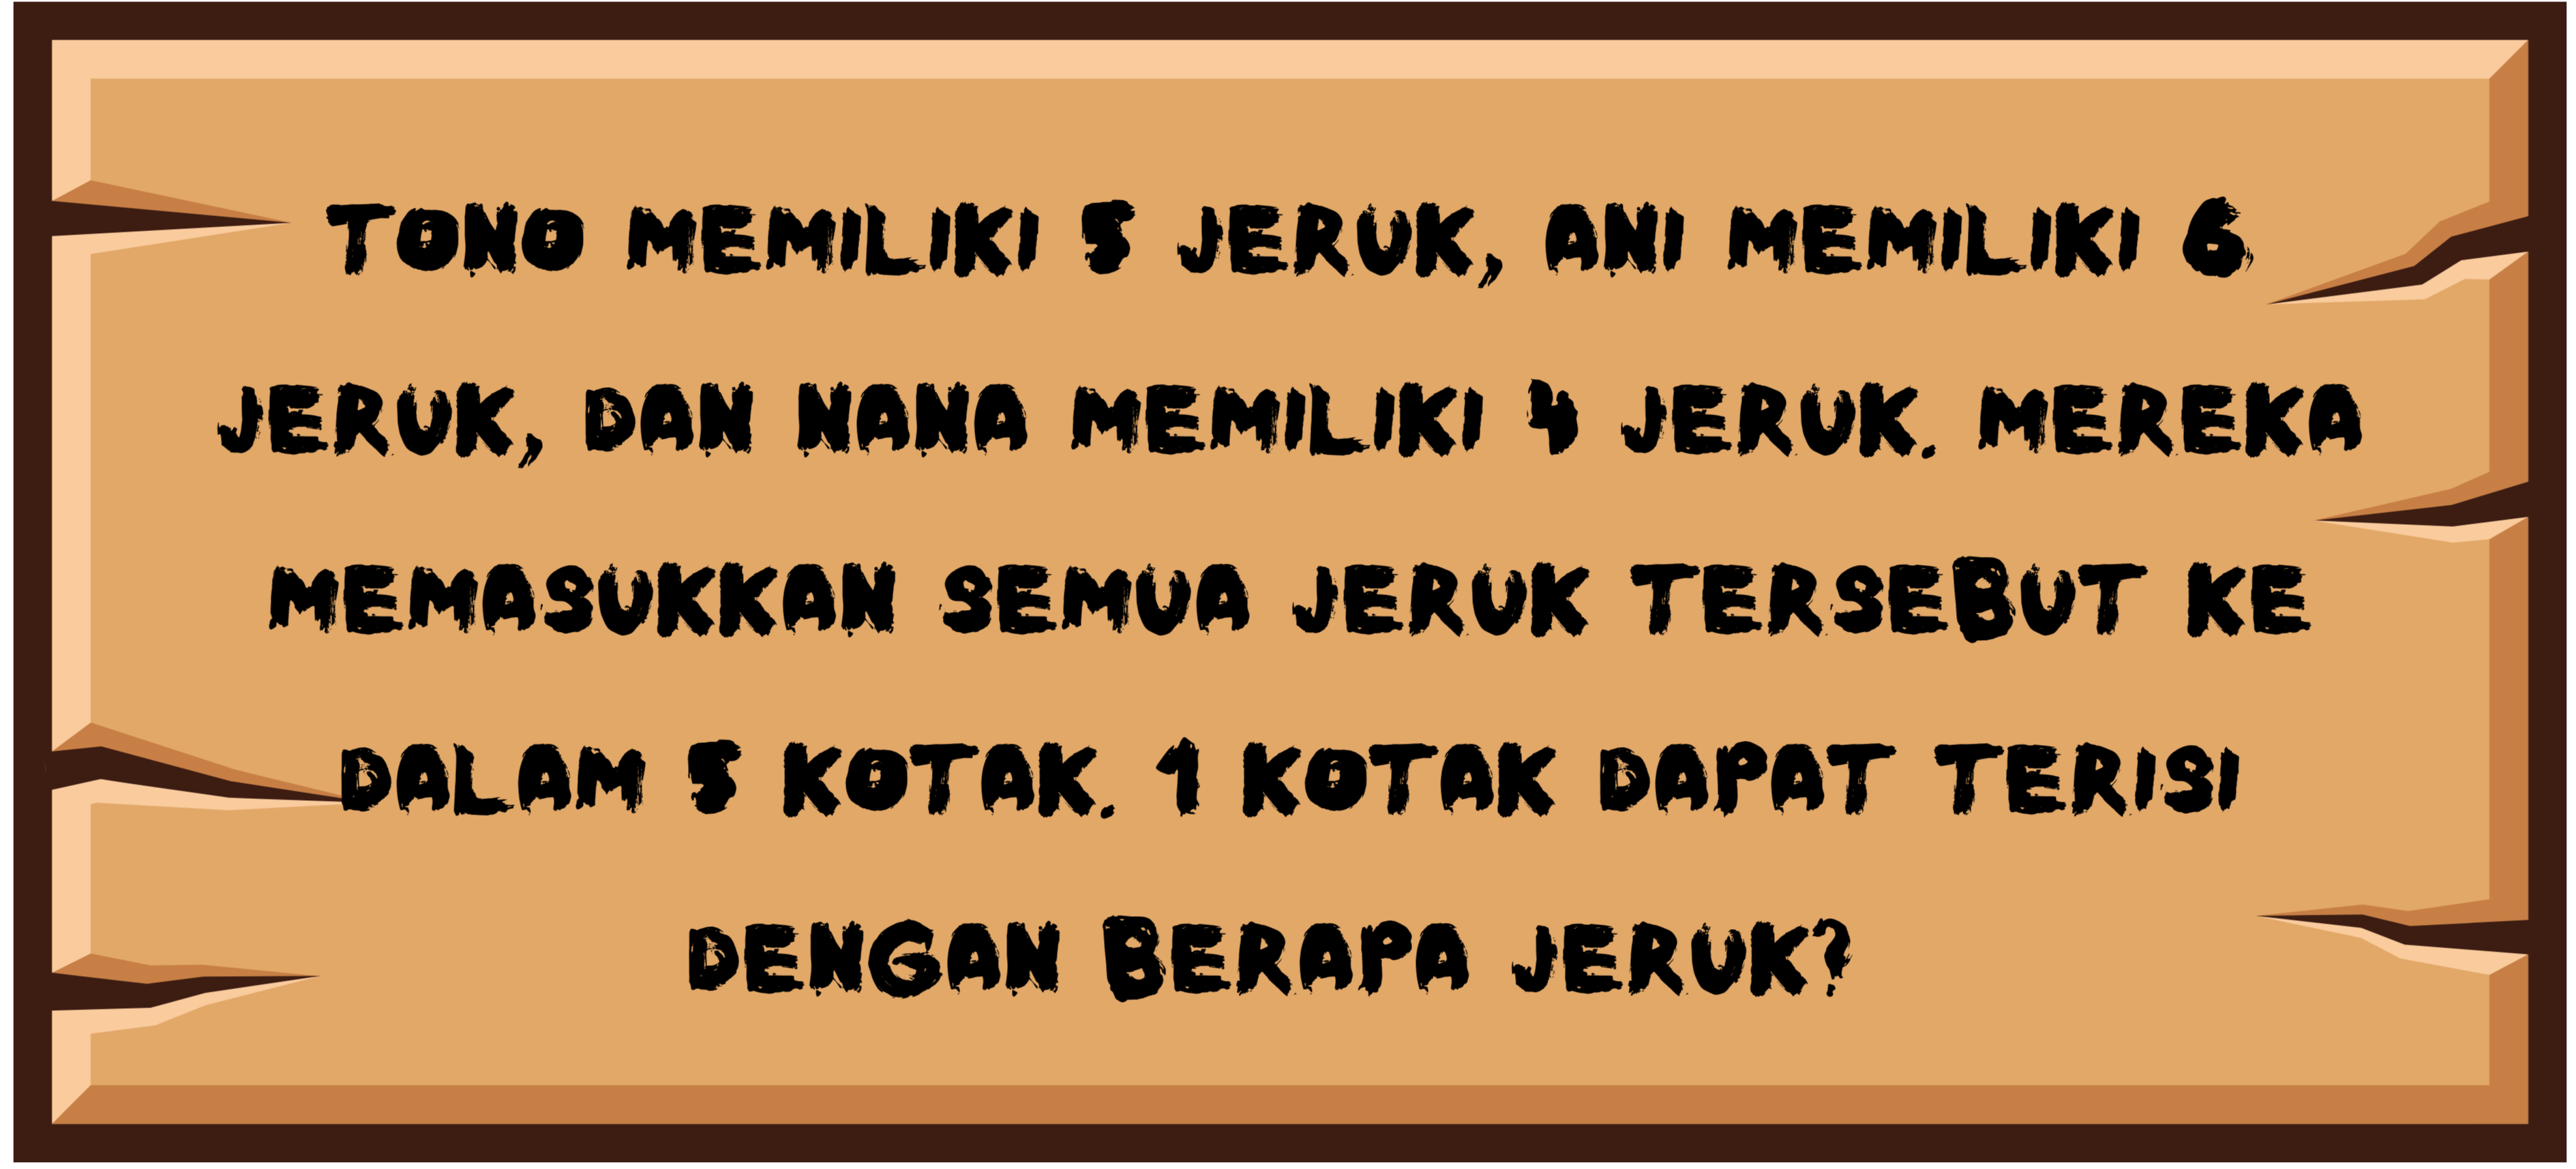 TONO MEMILIKI 5 JERUK, ANI MEMILIKI 6
JERUK, DAN NANA MEMILIKI 4 JERUK. MEREKA
MEMASUKKAN SEMUA JERUK TERSEBUT KE
DALAM 5 KOTAK. 1 KOTAK DAPAT TERISI
DENGAN BERAPA JERUK?